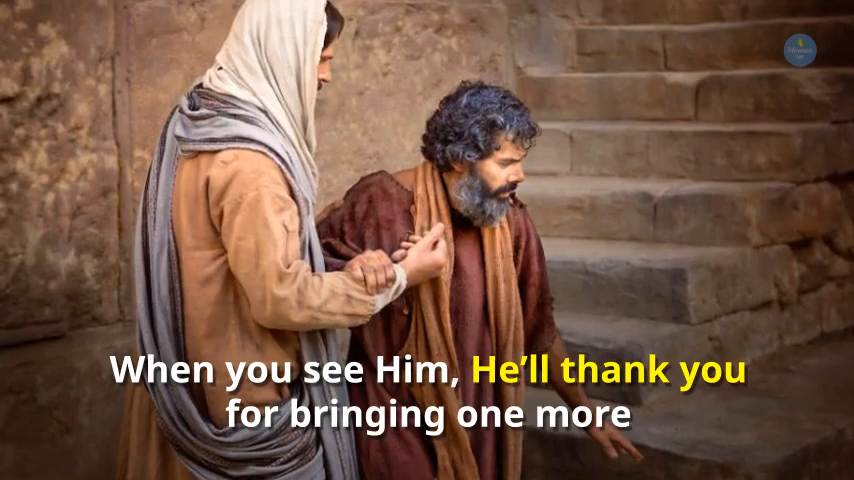 When you see Him, He’ll thank you
for bringing one more